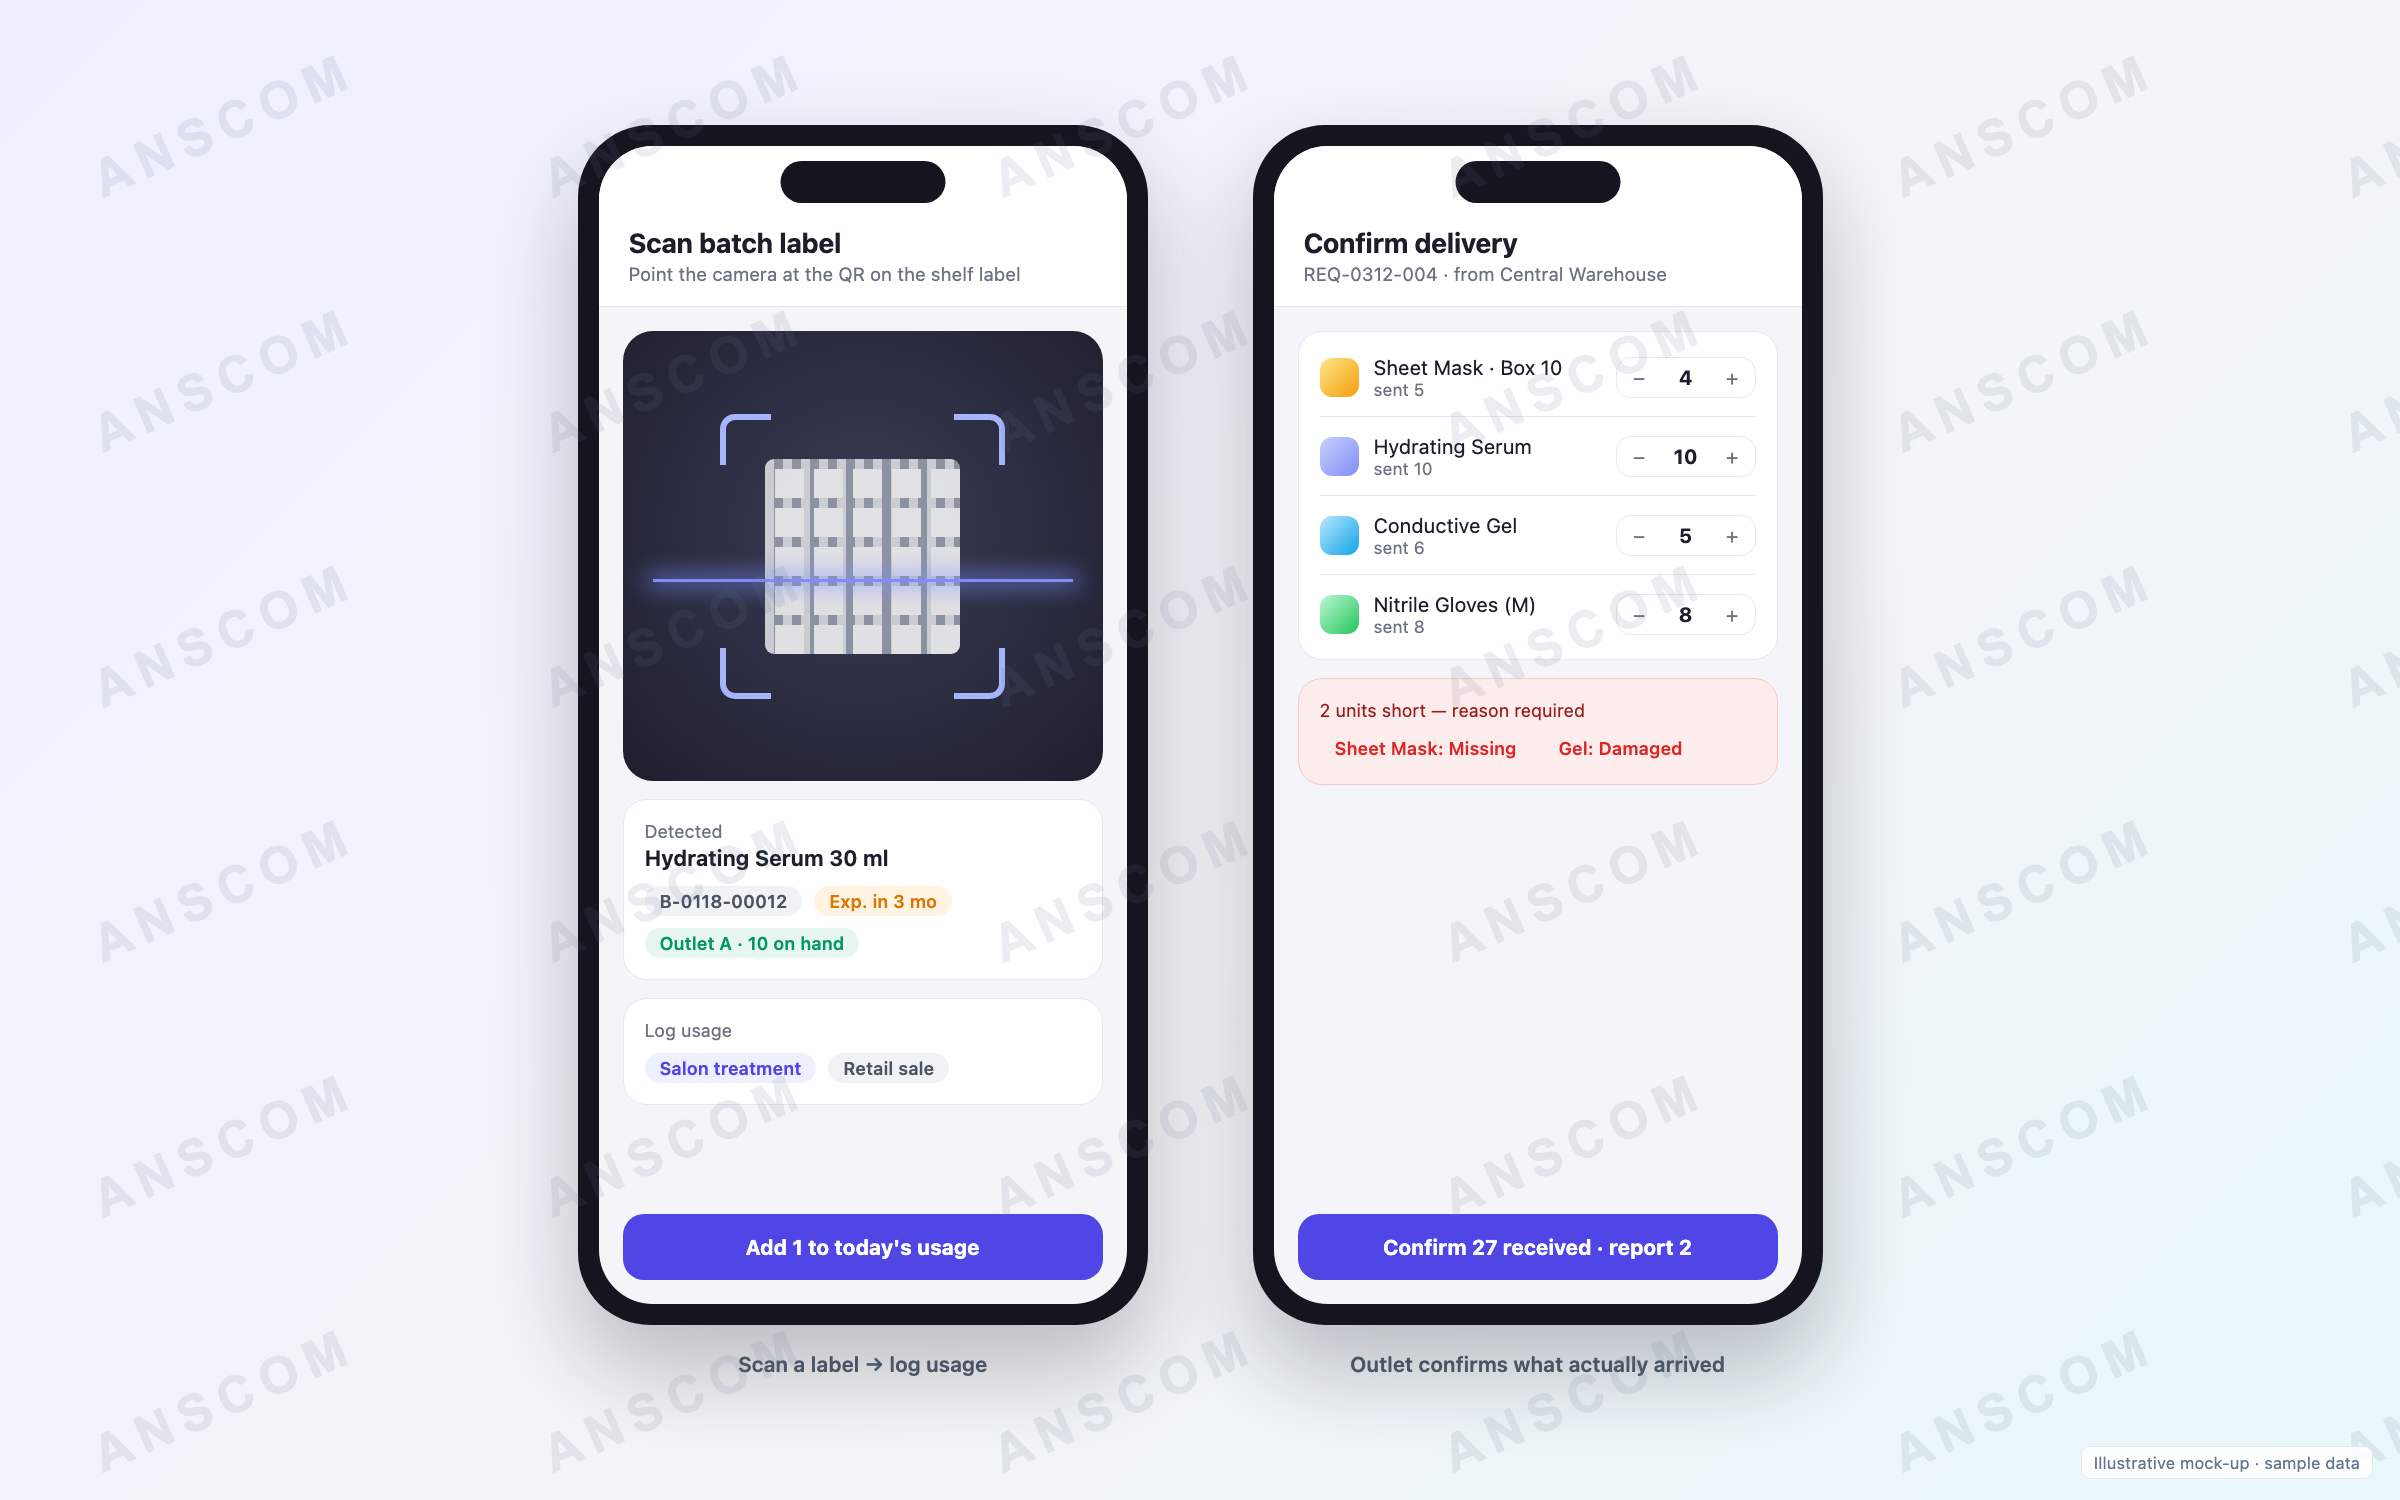 Scan batch label
Point the camera at the QR on the shelf label
Detected
Hydrating Serum 30 ml
B-0118-00012
Exp. in 3 mo
Outlet A · 10 on hand
Log usage
Salon treatment
Retail sale
Add 1 to today's usage
Scan a label → log usage
Confirm delivery
REQ-0312-004 · from Central Warehouse
Sheet Mask · Box 10
sent 5
− 4 +
Hydrating Serum
sent 10
− 10 +
Conductive Gel
sent 6
− 5 +
Nitrile Gloves (M)
sent 8
− 8 +
2 units short — reason required
Sheet Mask: Missing
Gel: Damaged
Confirm 27 received · report 2
Outlet confirms what actually arrived
Illustrative mock-up · sample data
ANSCOM